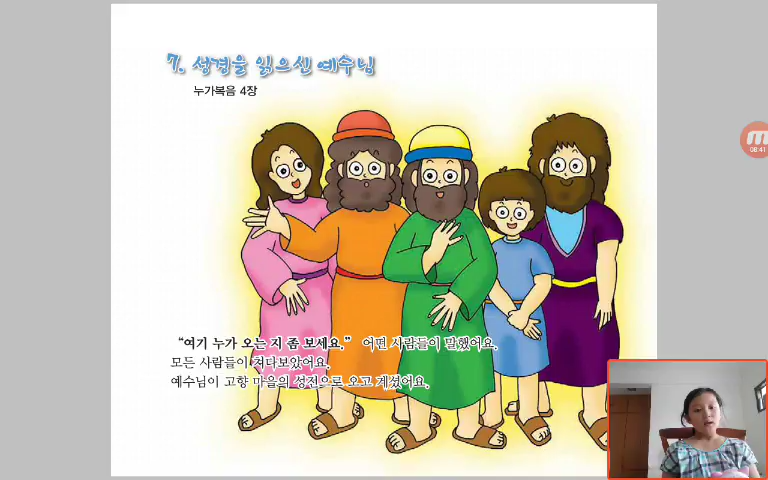 7. 성경을 읽으신 예수님
누가복음 4장
“여기 누가 오는 지 좀 보세요.” 어떤 사람들이 말했어요.
모든 사람들이 쳐다보았어요.
예수님이 고향 마을의 성전으로 오고 계셨어요.
08:41